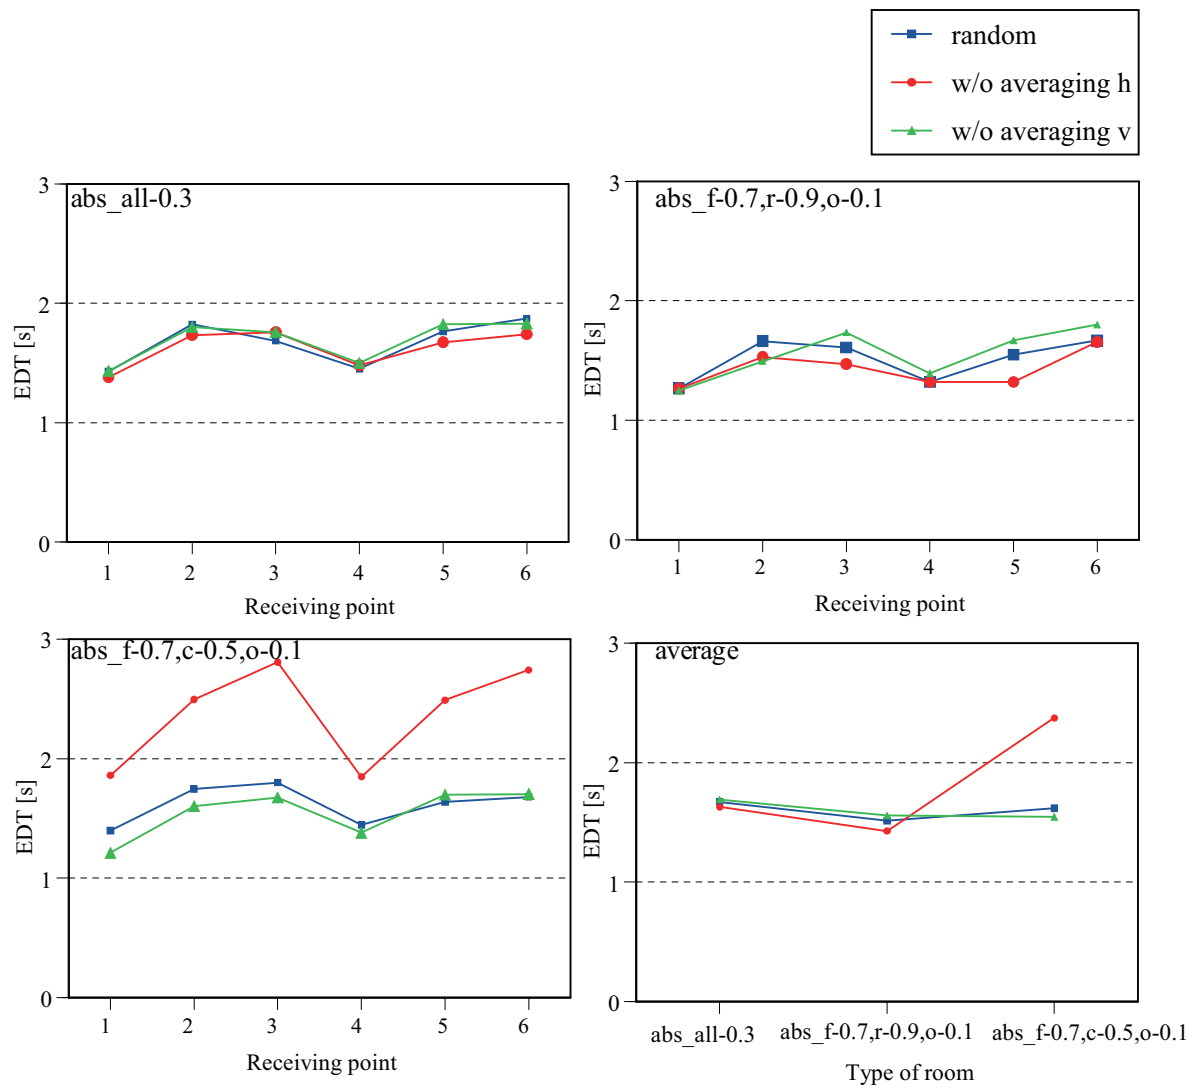 random
w/o averaging h
w/o averaging v
abs_all-0.3
3
2
1
0
EDT [s]
1 2 3 4 5 6
Receiving point
abs_f-0.7,r-0.9,o-0.1
3
2
1
0
EDT [s]
1 2 3 4 5 6
Receiving point
abs_f-0.7,c-0.5,o-0.1
3
2
1
0
EDT [s]
1 2 3 4 5 6
Receiving point
average
3
2
1
0
EDT [s]
abs_all-0.3 abs_f-0.7,r-0.9,o-0.1 abs_f-0.7,c-0.5,o-0.1
Type of room